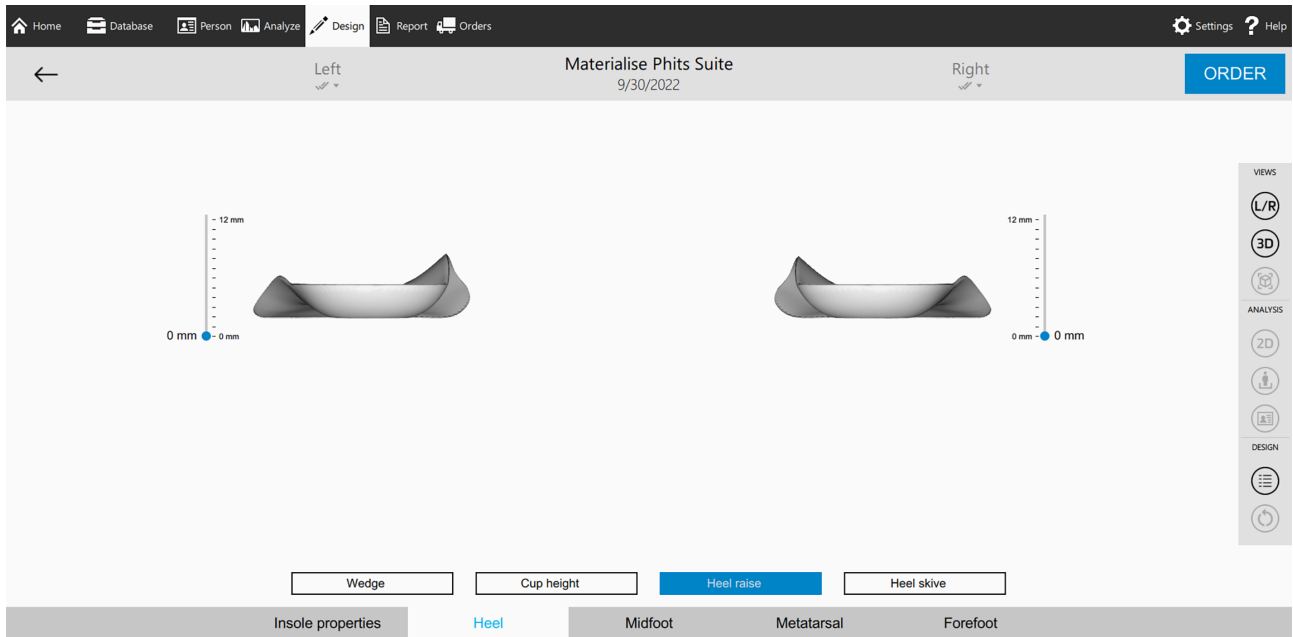 Home Database Person Analyze Design Report Orders Settings ? Help
Left Materialise Phits Suite Right ORDER
9/30/2022
VIEWS
L/R
12 mm 12 mm
3D
ANALYSIS
0 mm 0 mm 0 mm 0 mm
2D
DESIGN
Wedge Cup height Heel raise Heel skive
Insole properties Heel Midfoot Metatarsal Forefoot